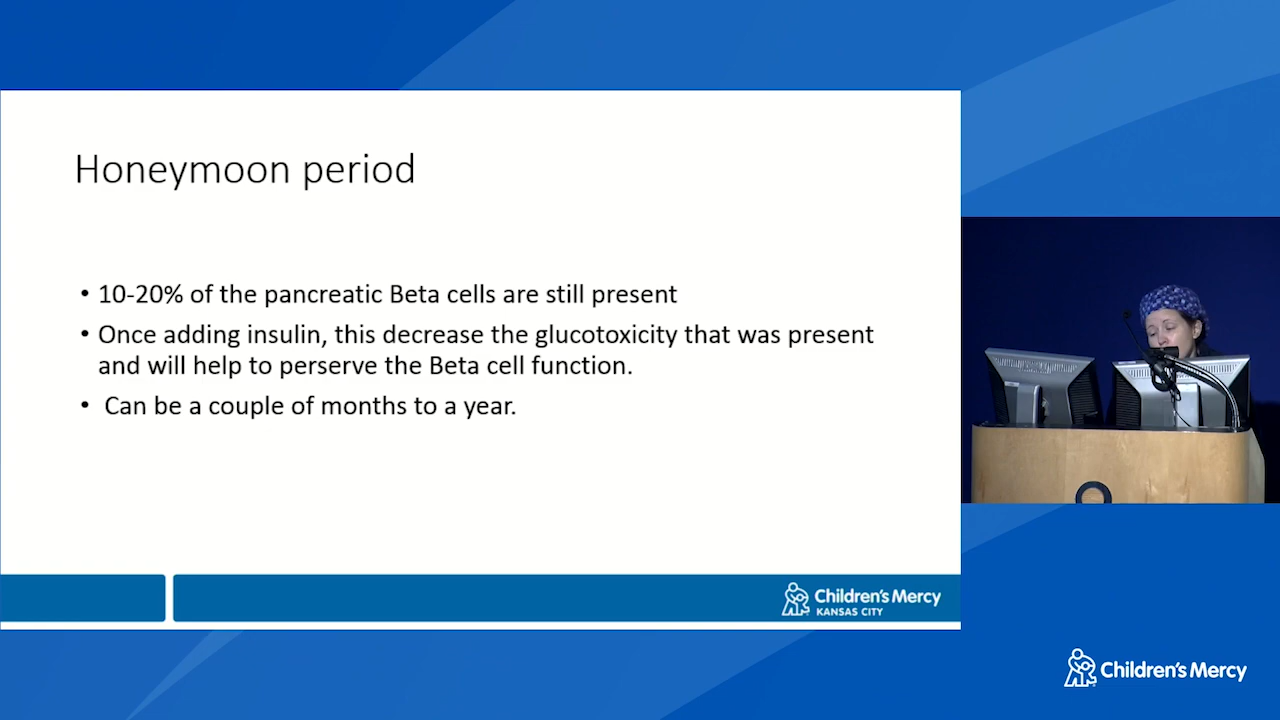 Honeymoon period
• 10-20% of the pancreatic Beta cells are still present
• Once adding insulin, this decrease the glucotoxicity that was present
and will help to perserve the Beta cell function.
• Can be a couple of months to a year.
Children's Mercy
KANSAS CITY
Children's Mercy